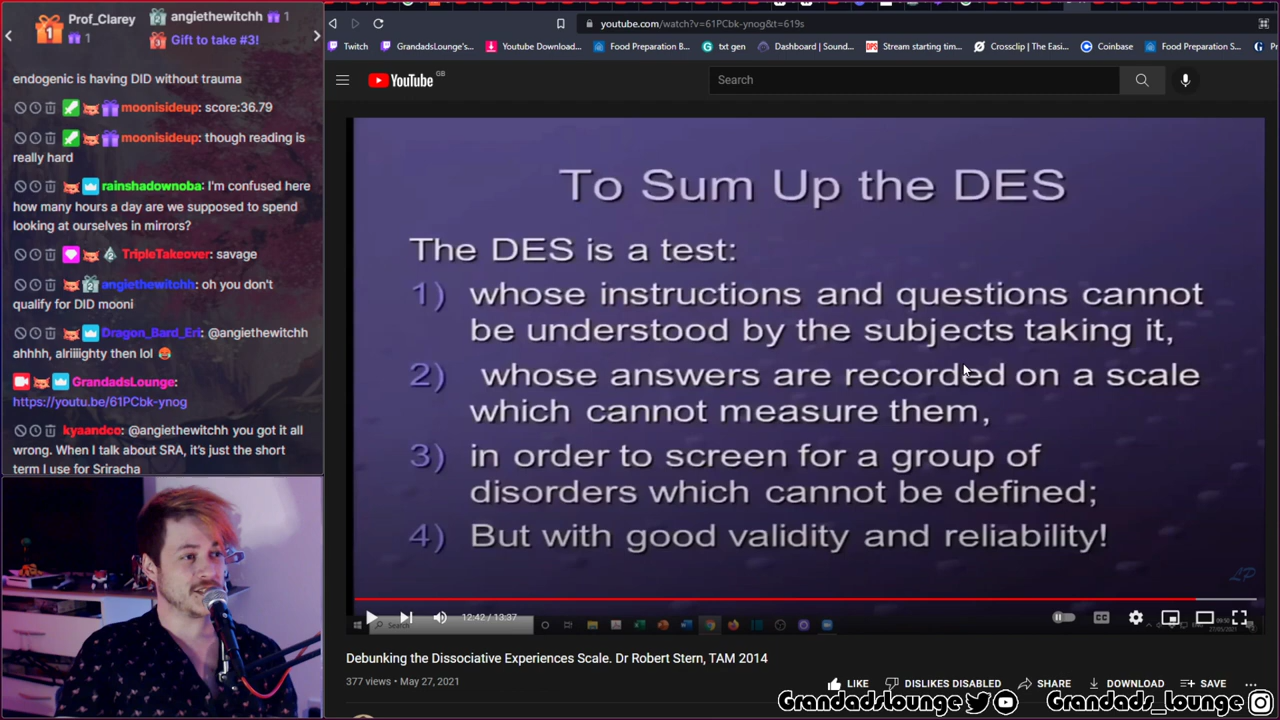 Prof_Clarey
1
1
angiethewitchh 1
Gift to take #3!
endogenic is having DID without trauma
moonisideup: score:36.79
moonisideup: though reading is
really hard
rainshadownoba: I'm confused here
how many hours a day are we supposed to spend
looking at ourselves in mirrors?
TripleTakeover: savage
angiethewitchh: oh you don't
qualify for DID mooni
Dragon_Bard_Eri: @angiethewitchh
ahhhh, alriiiighty then lol
GrandadsLounge:
https://youtu.be/61PCbk-ynog
kyaandco: @angiethewitchh you got it all
wrong. When I talk about SRA, it's just the short
term I use for Sriracha
youtube.com/watch?v=61PCbk-ynog&t=619s
Twitch
GrandadsLounge's...
Youtube Download...
Food Preparation B...
txt gen
Dashboard | Sound...
Stream starting tim...
Crossclip | The Easi...
Coinbase
Food Preparation S...
YouTube GB
Search
To Sum Up the DES
The DES is a test:
1) whose instructions and questions cannot
be understood by the subjects taking it,
2) whose answers are recorded on a scale
which cannot measure them,
3) in order to screen for a group of
disorders which cannot be defined;
4) But with good validity and reliability!
LP
12:42 / 13:37
Search
Debunking the Dissociative Experiences Scale. Dr Robert Stern, TAM 2014
377 views • May 27, 2021
LIKE
DISLIKES DISABLED
SHARE
DOWNLOAD
SAVE
Grandadslounge
Grandads_lounge